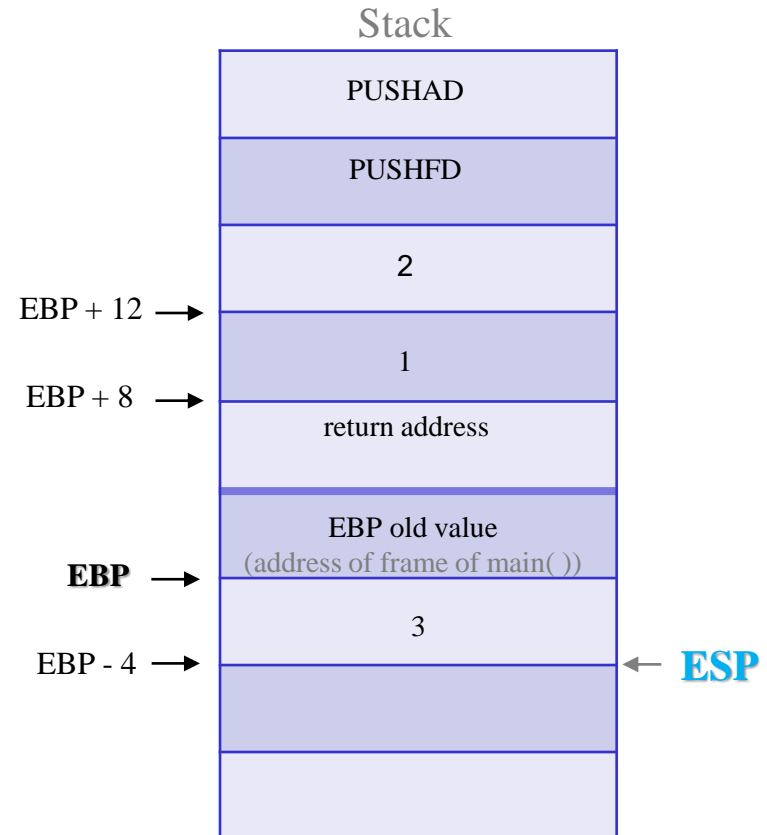 Stack
PUSHAD
PUSHFD
2
EBP + 12
1
EBP + 8
return address
EBP old value
(address of frame of main( ))
EBP
3
EBP - 4
ESP